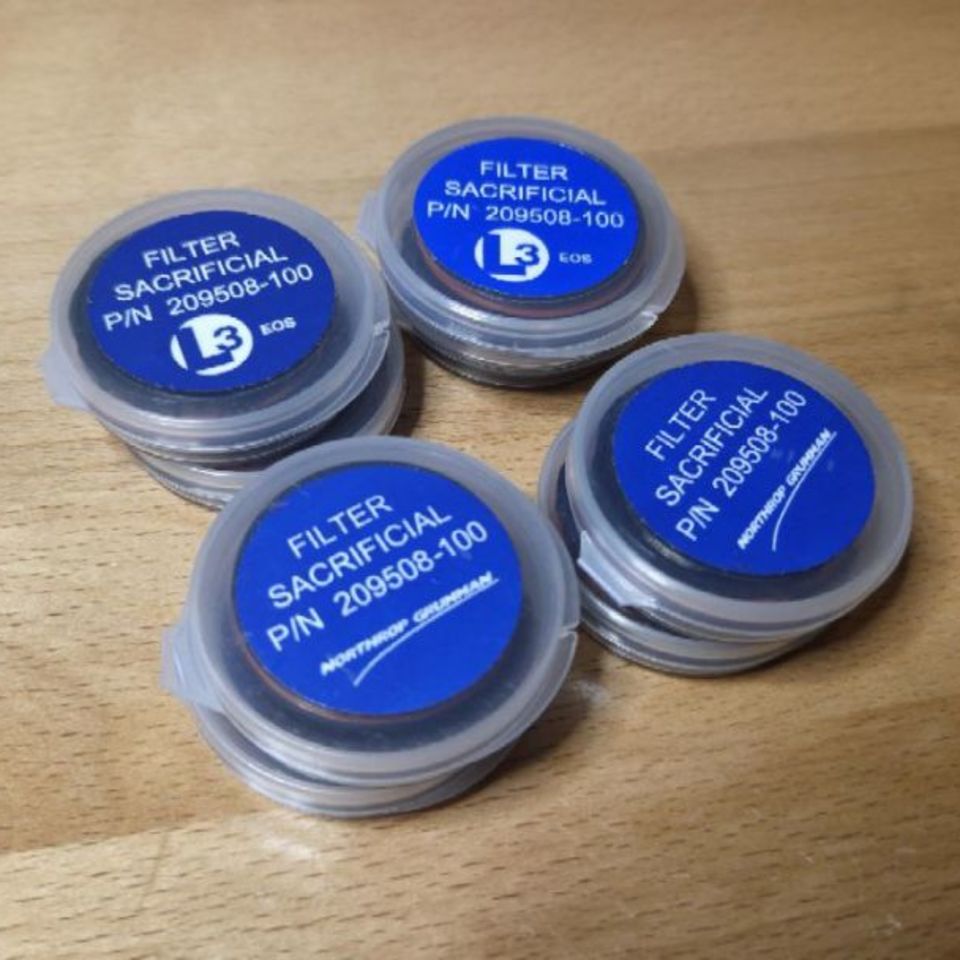 FILTER
SACRIFICIAL
P/N 209508-100
L3 EOS
FILTER
SACRIFICIAL
P/N 209508-100
L3 EOS
FILTER
SACRIFICIAL
P/N 209508-100
NORTHROP GRUMMAN
FILTER
SACRIFICIAL
P/N 209508-100
NORTHROP GRUMMAN